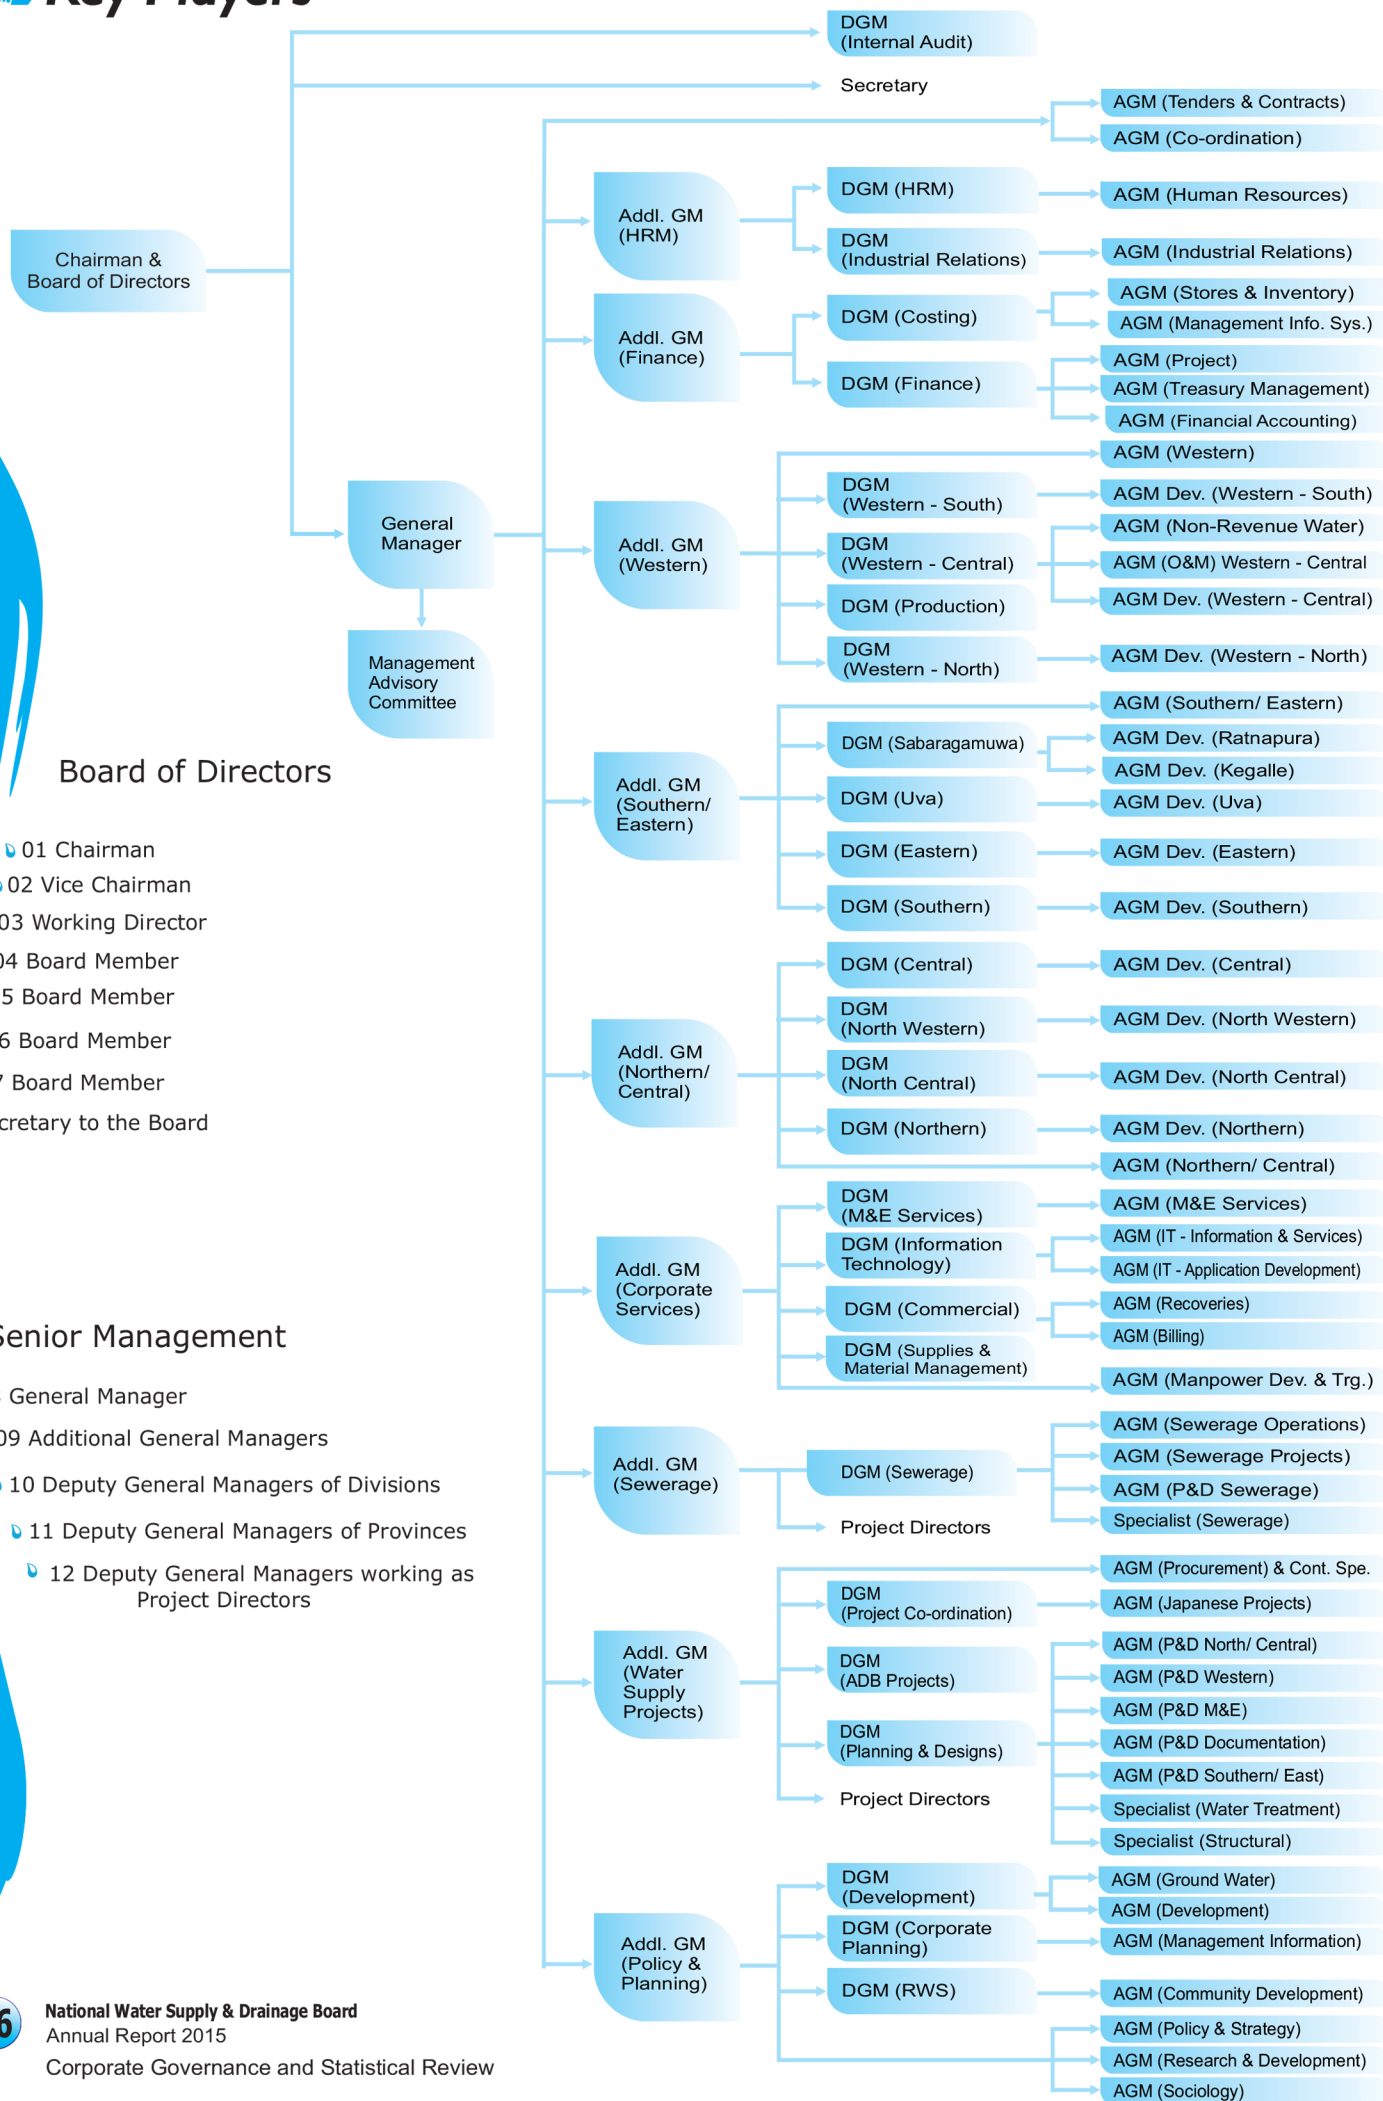 Key Players
DGM
(Internal Audit)
Secretary
AGM (Tenders & Contracts)
AGM (Co-ordination)
Chairman &
Board of Directors
General
Manager
Management
Advisory
Committee
Addl. GM
(HRM)
DGM (HRM)
AGM (Human Resources)
DGM
(Industrial Relations)
AGM (Industrial Relations)
Addl. GM
(Finance)
DGM (Costing)
AGM (Stores & Inventory)
AGM (Management Info. Sys.)
DGM (Finance)
AGM (Project)
AGM (Treasury Management)
AGM (Financial Accounting)
Addl. GM
(Western)
AGM (Western)
DGM
(Western - South)
AGM Dev. (Western - South)
DGM
(Western - Central)
AGM (Non-Revenue Water)
AGM (O&M) Western - Central
AGM Dev. (Western - Central)
DGM (Production)
DGM
(Western - North)
AGM Dev. (Western - North)
Addl. GM
(Southern/
Eastern)
AGM (Southern/ Eastern)
DGM (Sabaragamuwa)
AGM Dev. (Ratnapura)
AGM Dev. (Kegalle)
DGM (Uva)
AGM Dev. (Uva)
DGM (Eastern)
AGM Dev. (Eastern)
DGM (Southern)
AGM Dev. (Southern)
Addl. GM
(Northern/
Central)
DGM (Central)
AGM Dev. (Central)
DGM
(North Western)
AGM Dev. (North Western)
DGM
(North Central)
AGM Dev. (North Central)
DGM (Northern)
AGM Dev. (Northern)
AGM (Northern/ Central)
Addl. GM
(Corporate
Services)
DGM
(M&E Services)
AGM (M&E Services)
DGM (Information
Technology)
AGM (IT - Information & Services)
AGM (IT - Application Development)
DGM (Commercial)
AGM (Recoveries)
AGM (Billing)
DGM (Supplies &
Material Management)
AGM (Manpower Dev. & Trg.)
Addl. GM
(Sewerage)
DGM (Sewerage)
AGM (Sewerage Operations)
AGM (Sewerage Projects)
AGM (P&D Sewerage)
Specialist (Sewerage)
Project Directors
Addl. GM
(Water
Supply
Projects)
AGM (Procurement) & Cont. Spe.
DGM
(Project Co-ordination)
AGM (Japanese Projects)
DGM
(ADB Projects)
DGM
(Planning & Designs)
AGM (P&D North/ Central)
AGM (P&D Western)
AGM (P&D M&E)
AGM (P&D Documentation)
AGM (P&D Southern/ East)
Specialist (Water Treatment)
Specialist (Structural)
Project Directors
Addl. GM
(Policy &
Planning)
DGM
(Development)
AGM (Ground Water)
AGM (Development)
DGM (Corporate
Planning)
AGM (Management Information)
DGM (RWS)
AGM (Community Development)
AGM (Policy & Strategy)
AGM (Research & Development)
AGM (Sociology)
Board of Directors
01 Chairman
02 Vice Chairman
03 Working Director
04 Board Member
5 Board Member
6 Board Member
7 Board Member
cretary to the Board
Senior Management
General Manager
09 Additional General Managers
10 Deputy General Managers of Divisions
11 Deputy General Managers of Provinces
12 Deputy General Managers working as
Project Directors
6
National Water Supply & Drainage Board
Annual Report 2015
Corporate Governance and Statistical Review